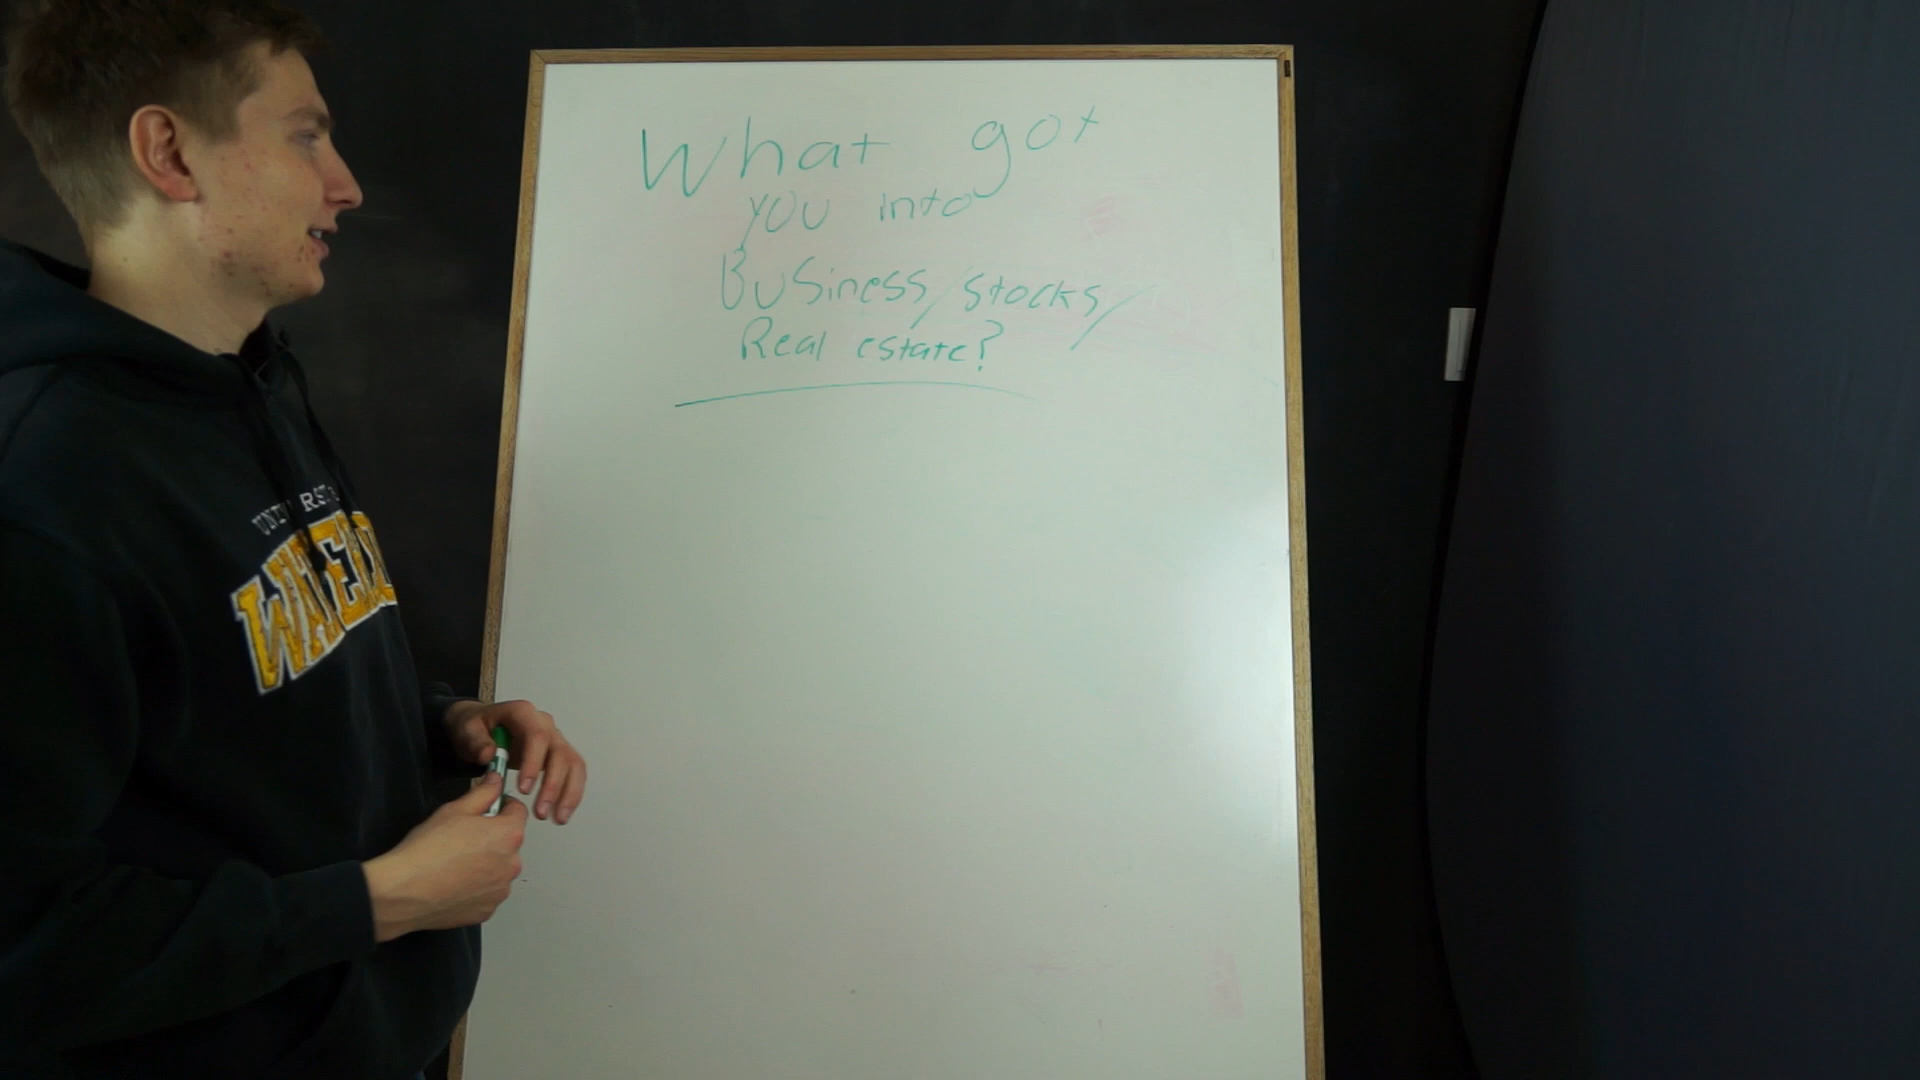 What got
you into
Business/stocks/
Real estate?